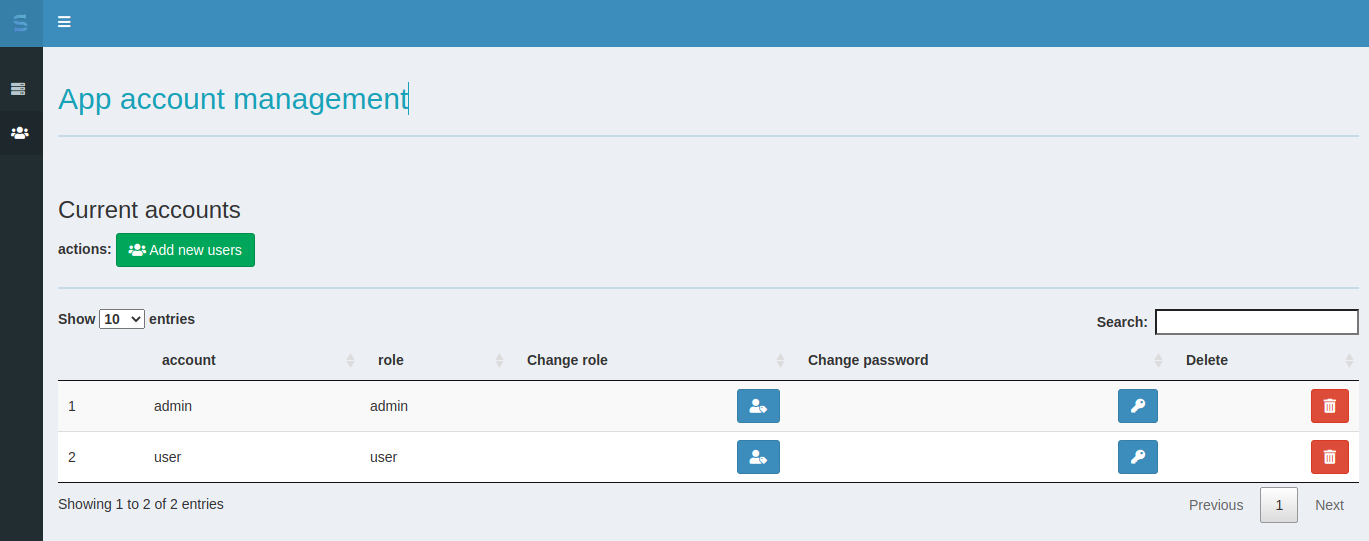 S
App account management
Current accounts
actions: Add new users
Show 10 entries
Search:
account role Change role Change password Delete
1 admin admin
2 user user
Showing 1 to 2 of 2 entries
Previous 1 Next